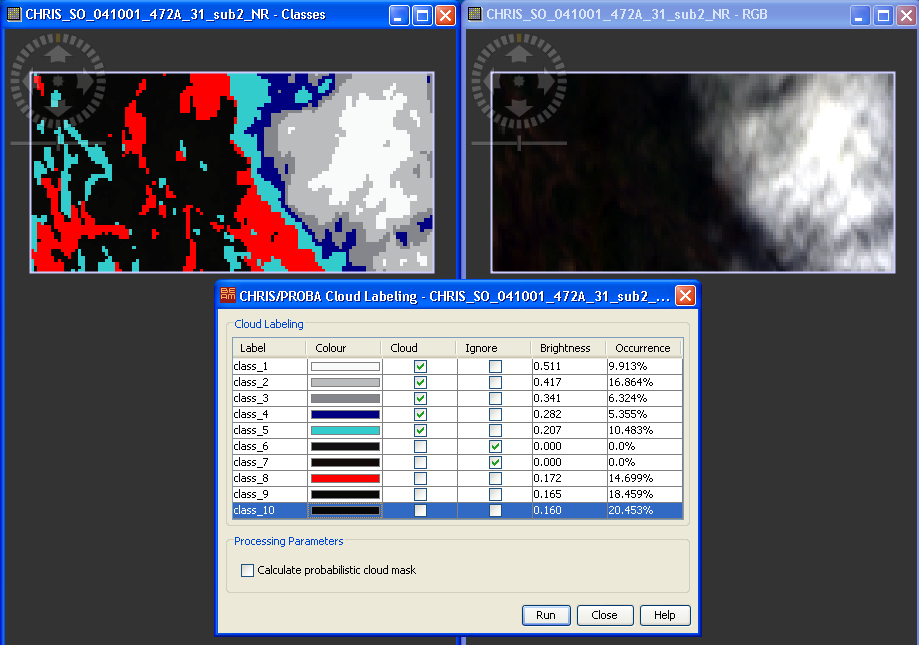 CHRIS_SO_041001_472A_31_sub2_NR - Classes
CHRIS_SO_041001_472A_31_sub2_NR - RGB
BEAM CHRIS/PROBA Cloud Labeling - CHRIS_SO_041001_472A_31_sub2_...
Cloud Labeling
Label Colour Cloud Ignore Brightness Occurrence
class_1 0.511 9.913%
class_2 0.417 16.864%
class_3 0.341 6.324%
class_4 0.282 5.355%
class_5 0.207 10.483%
class_6 0.000 0.0%
class_7 0.000 0.0%
class_8 0.172 14.699%
class_9 0.165 18.459%
class_10 0.160 20.453%
Processing Parameters
Calculate probabilistic cloud mask
Run Close Help